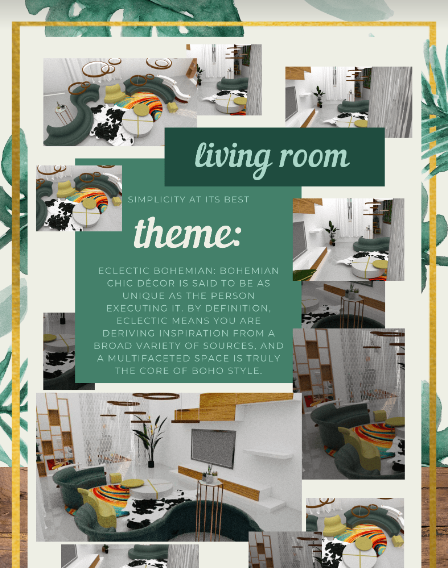 living room
SIMPLICITY AT ITS BEST
theme:
ECLECTIC BOHEMIAN: BOHEMIAN
CHIC DÉCOR IS SAID TO BE AS
UNIQUE AS THE PERSON
EXECUTING IT. BY DEFINITION,
ECLECTIC MEANS YOU ARE
DERIVING INSPIRATION FROM A
BROAD VARIETY OF SOURCES, AND
A MULTIFACETED SPACE IS TRULY
THE CORE OF BOHO STYLE.